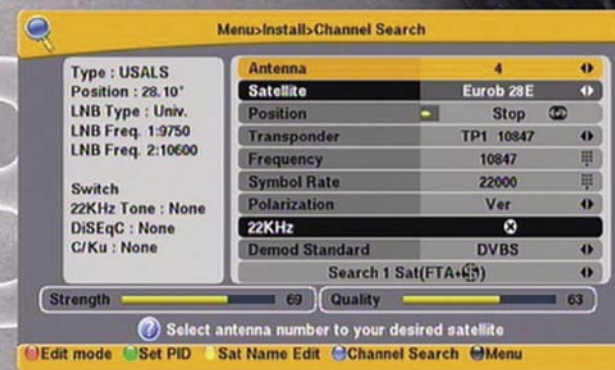 Menu>Install>Channel Search
Type : USALS
Position : 28.10°
LNB Type : Univ.
LNB Freq. 1:9750
LNB Freq. 2:10600
Switch
22KHz Tone : None
DiSEqC : None
C/Ku : None
Antenna 4
Satellite Eurob 28E
Position Stop
Transponder TP1 10847
Frequency 10847
Symbol Rate 22000
Polarization Ver
22KHz
Demod Standard DVBS
Search 1 Sat(FTA+$)
Strength 69 Quality 63
Select antenna number to your desired satellite
Edit mode Set PID Sat Name Edit Channel Search Menu